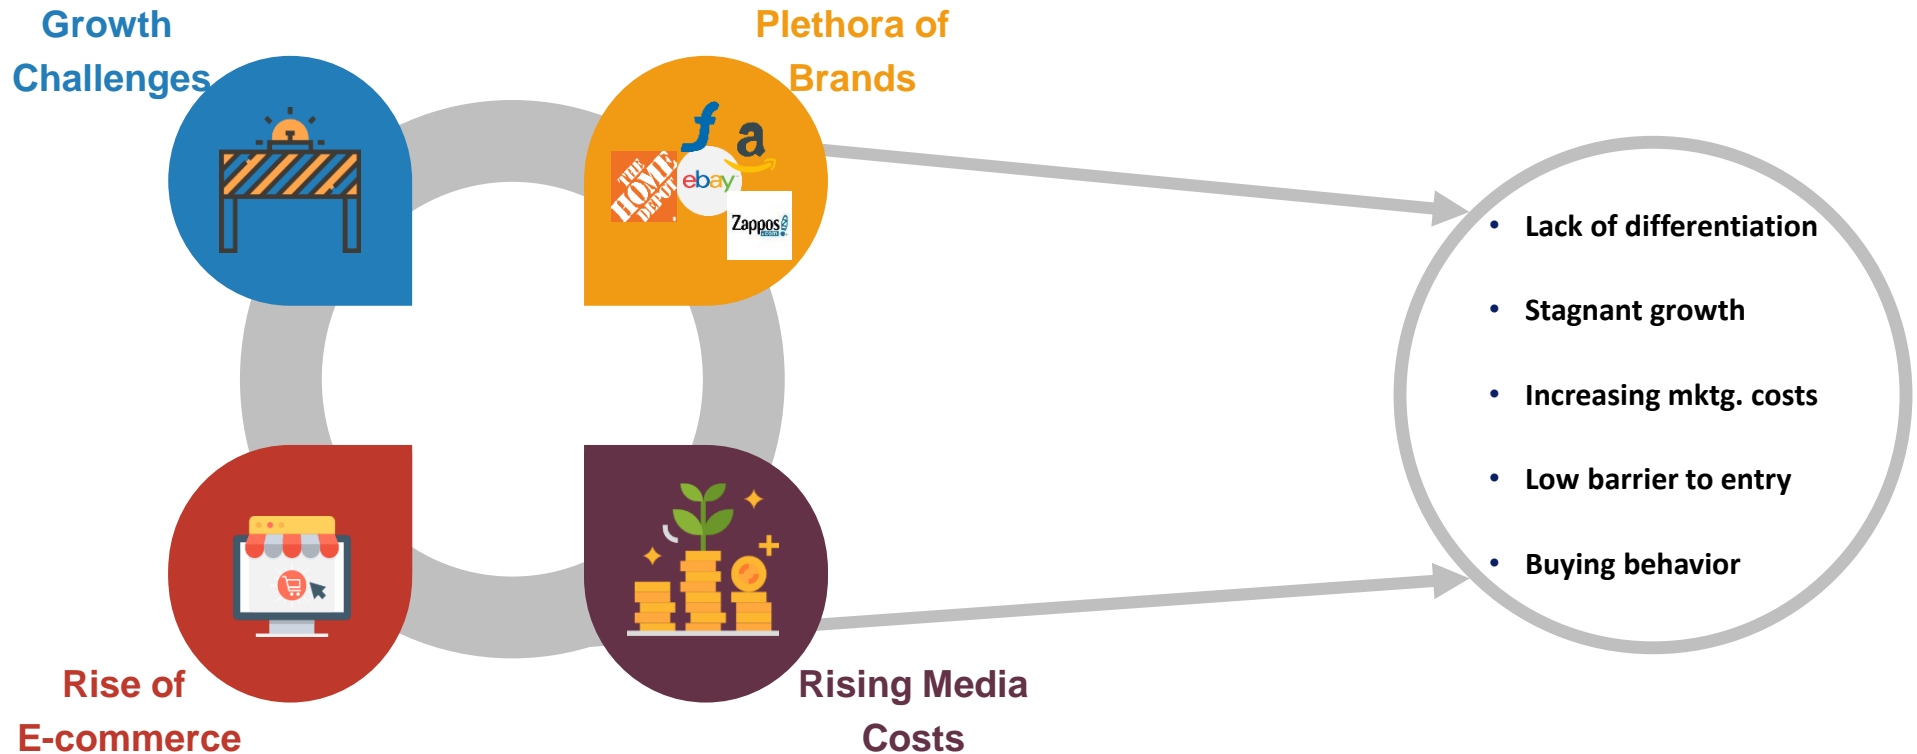 Growth
Challenges
Plethora of
Brands
f
a
THE
HOME
DEPOT
ebay
Zappos
.com
• Lack of differentiation
• Stagnant growth
• Increasing mktg. costs
• Low barrier to entry
• Buying behavior
Rise of
E-commerce
Rising Media
Costs